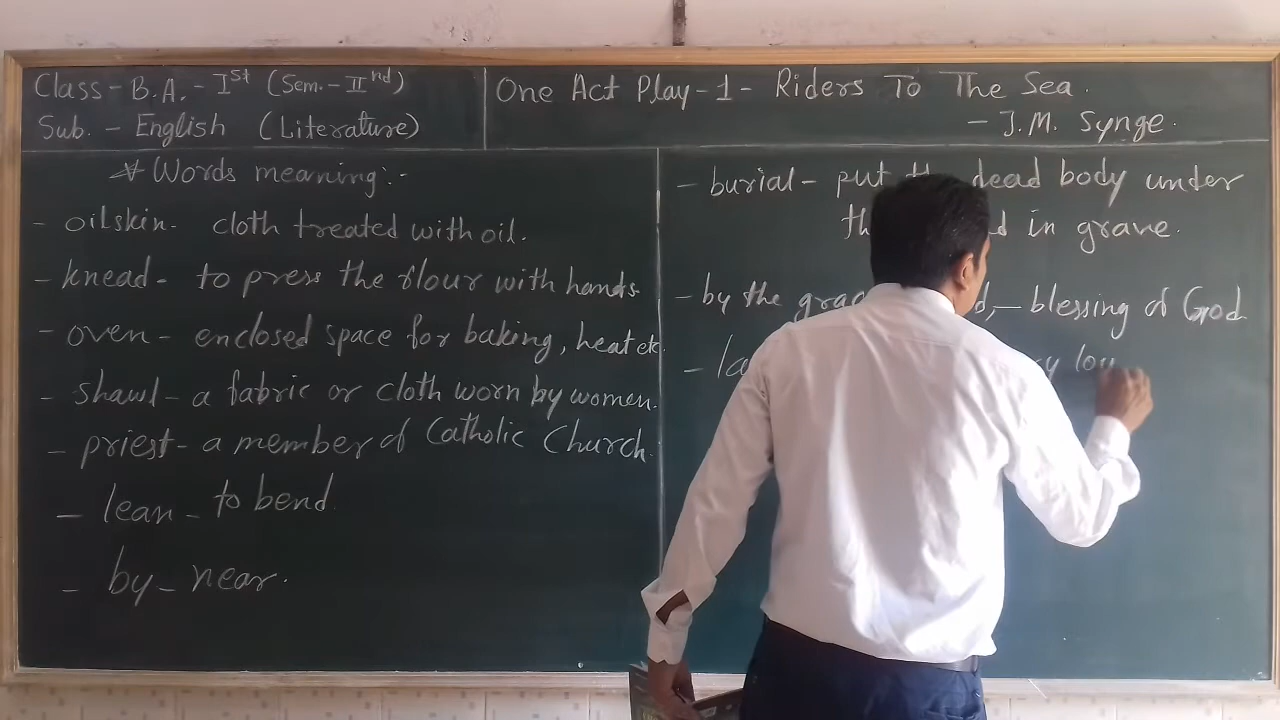 Class - B.A. - Ist (Sem. - IInd)
Sub. - English (Literature)
One Act Play - 1 - Riders To The Sea.
- J.M. Synge.
* Words meaning:-
- oilskin - cloth treated with oil.
- knead - to press the flour with hands.
- oven - enclosed space for baking, heat etc.
- shawl - a fabric or cloth worn by women.
- priest - a member of Catholic Church.
- lean - to bend.
- by - near.
- burial - put dead body under
in grave.
- by the blessing of God